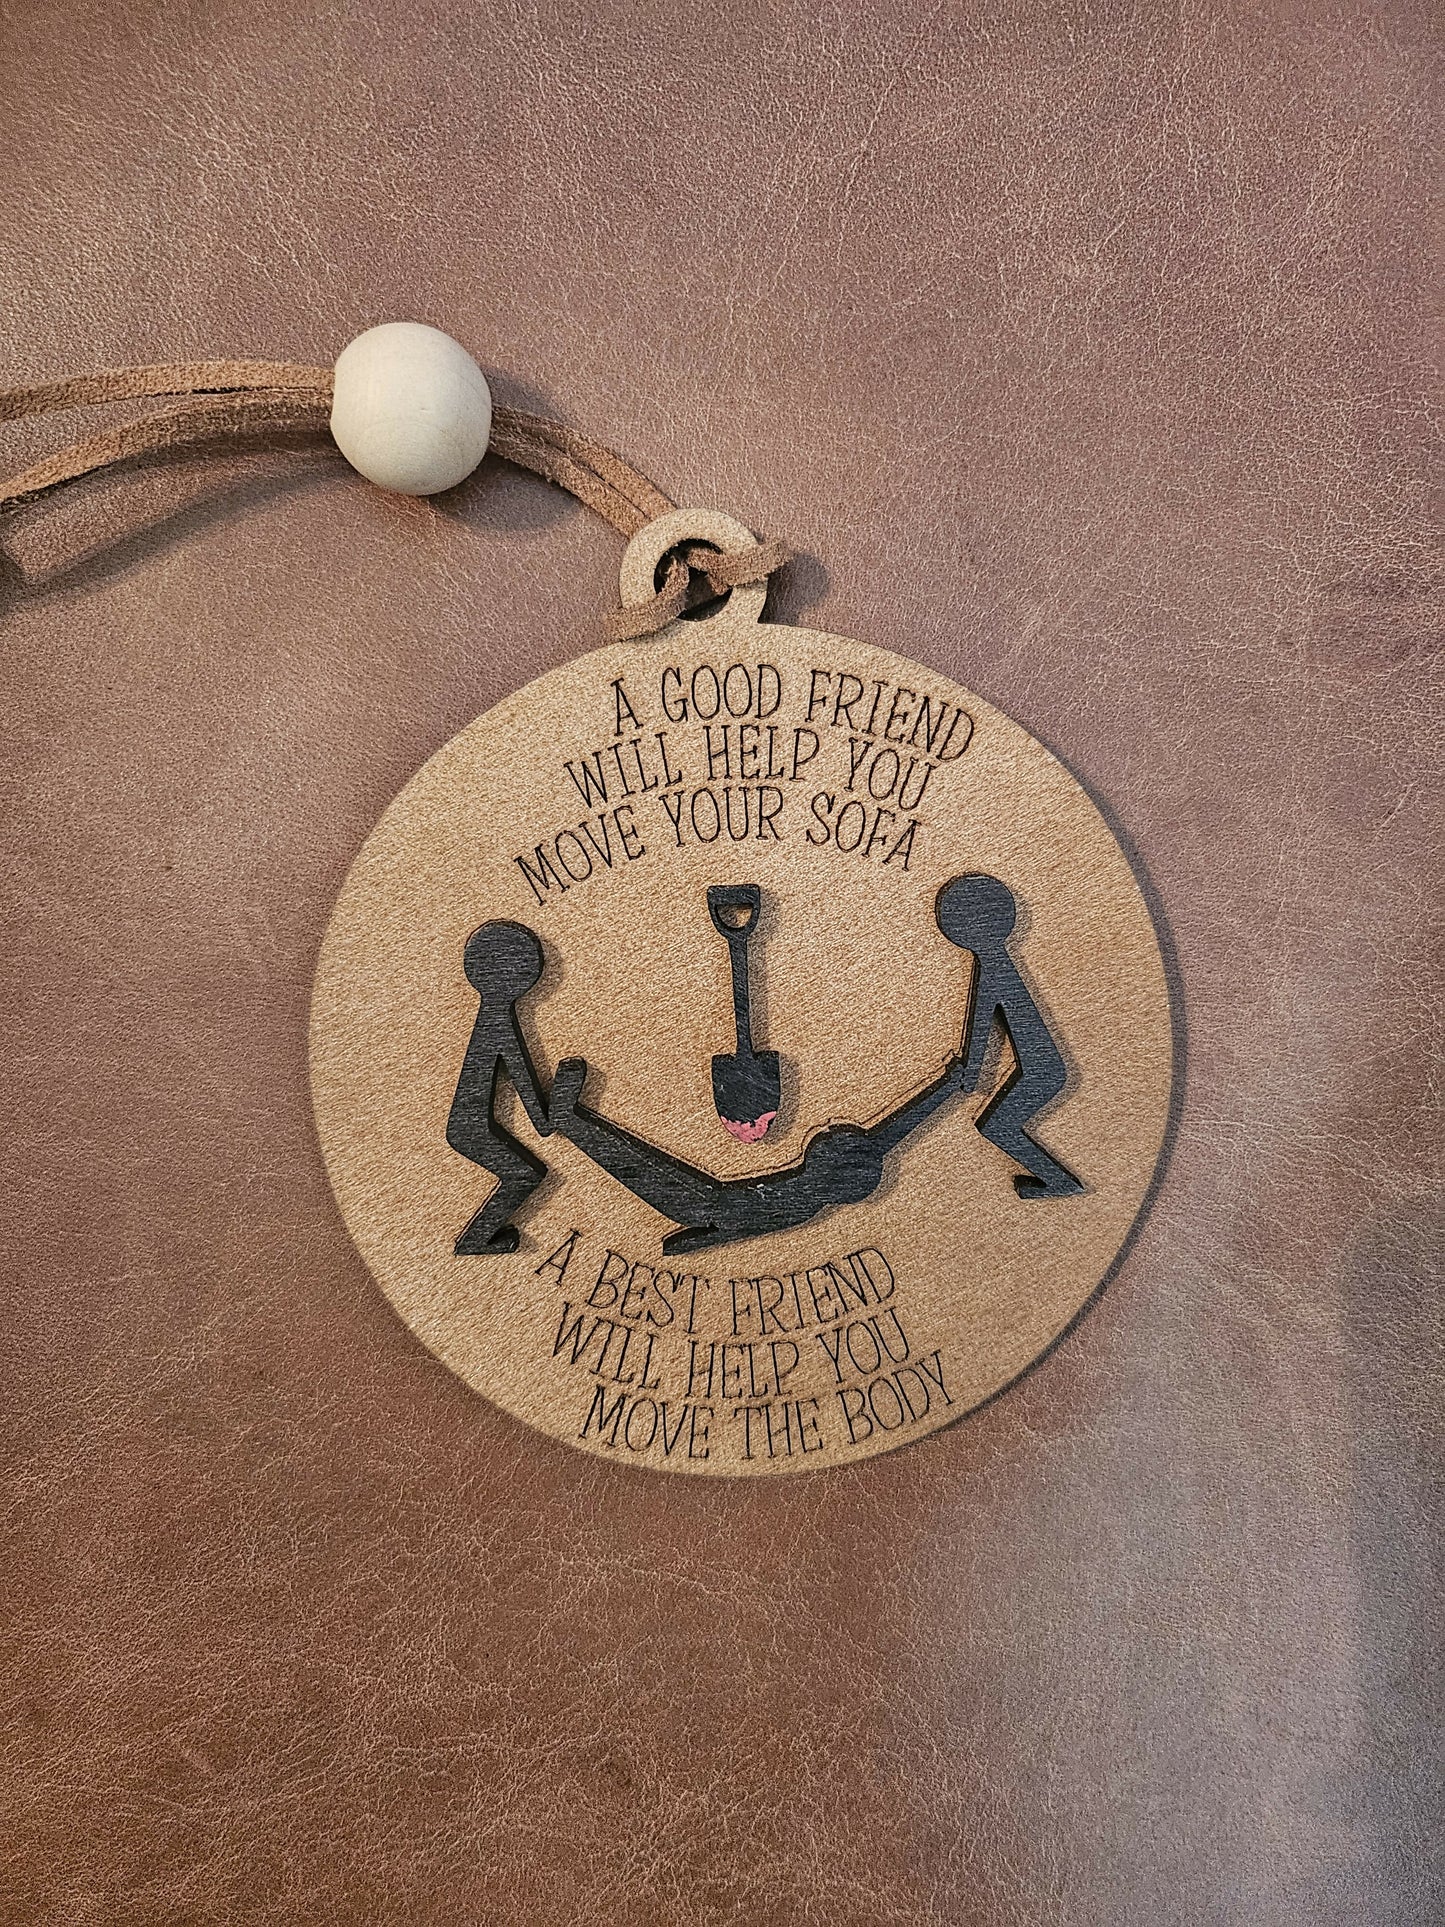 A GOOD FRIEND
WILL HELP YOU
MOVE YOUR SOFA
A BEST FRIEND
WILL HELP YOU
MOVE THE BODY